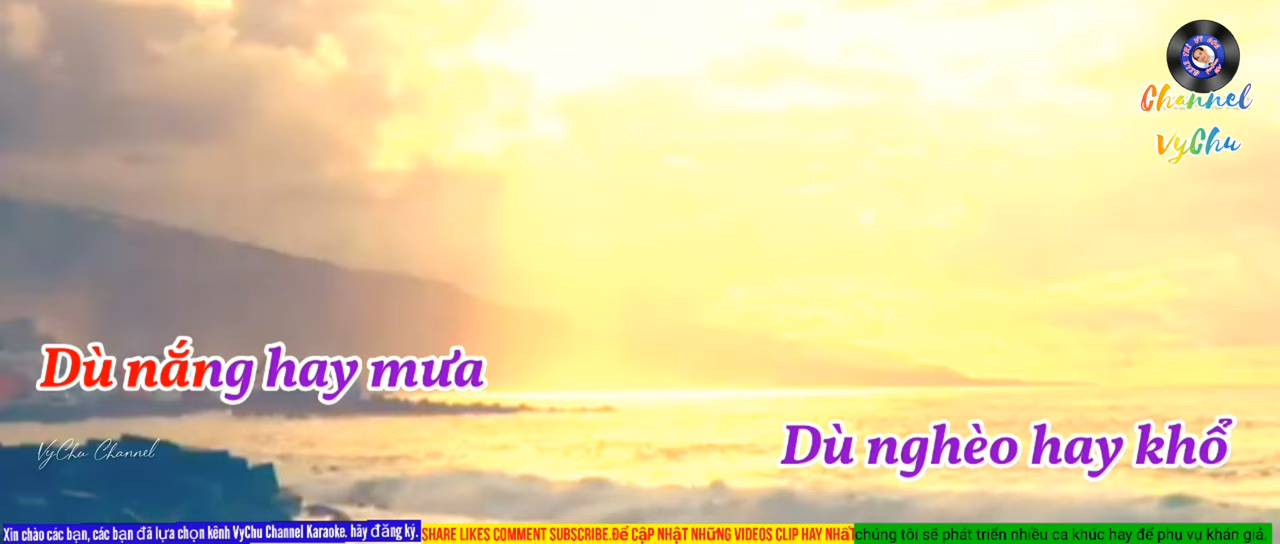 Channel
VyChu
Dù nắng hay mưa
Dù nghèo hay khổ
VyChu Channel
Xin chào các bạn, các bạn đã lựa chọn kênh VyChu Channel Karaoke. hãy đăng ký. SHARE LIKES COMMENT SUBSCRIBE.Để CậP NHậT NHữNG VIDEOS CLIP HAY NHấT chúng tôi sẽ phát triển nhiều ca khúc hay để phụ vụ khán giả.